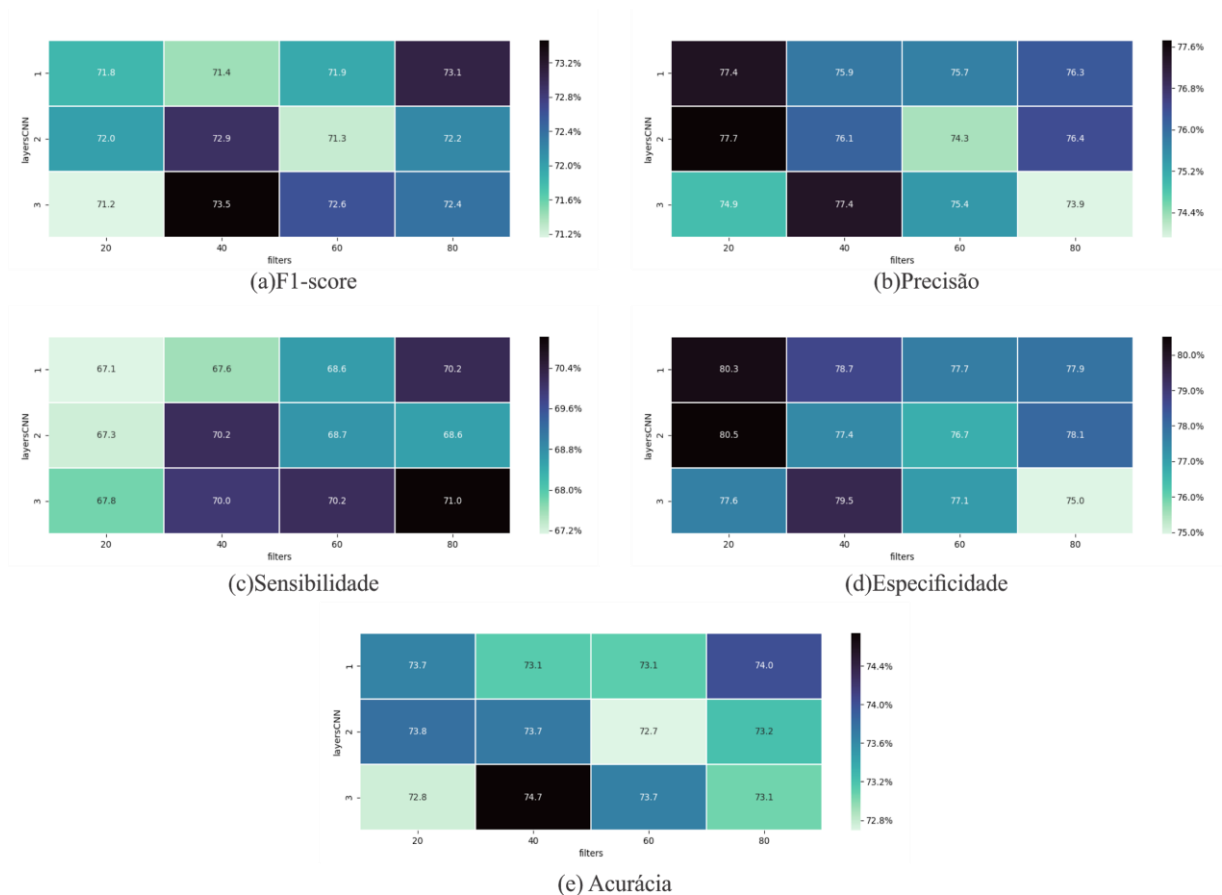 71.8 71.4 71.9 73.1
72.0 72.9 71.3 72.2
71.2 73.5 72.6 72.4
1
2
3
layersCNN
20 40 60 80
filters
73.2%
72.8%
72.4%
72.0%
71.6%
71.2%
(a)F1-score
77.4 75.9 75.7 76.3
77.7 76.1 74.3 76.4
74.9 77.4 75.4 73.9
1
2
3
layersCNN
20 40 60 80
filters
77.6%
76.8%
76.0%
75.2%
74.4%
(b)Precisão
67.1 67.6 68.6 70.2
67.3 70.2 68.7 68.6
67.8 70.0 70.2 71.0
1
2
3
layersCNN
20 40 60 80
filters
70.4%
69.6%
68.8%
68.0%
67.2%
(c)Sensibilidade
80.3 78.7 77.7 77.9
80.5 77.4 76.7 78.1
77.6 79.5 77.1 75.0
1
2
3
layersCNN
20 40 60 80
filters
80.0%
79.0%
78.0%
77.0%
76.0%
75.0%
(d)Especificidade
73.7 73.1 73.1 74.0
73.8 73.7 72.7 73.2
72.8 74.7 73.7 73.1
1
2
3
layersCNN
20 40 60 80
filters
74.4%
74.0%
73.6%
73.2%
72.8%
(e) Acurácia